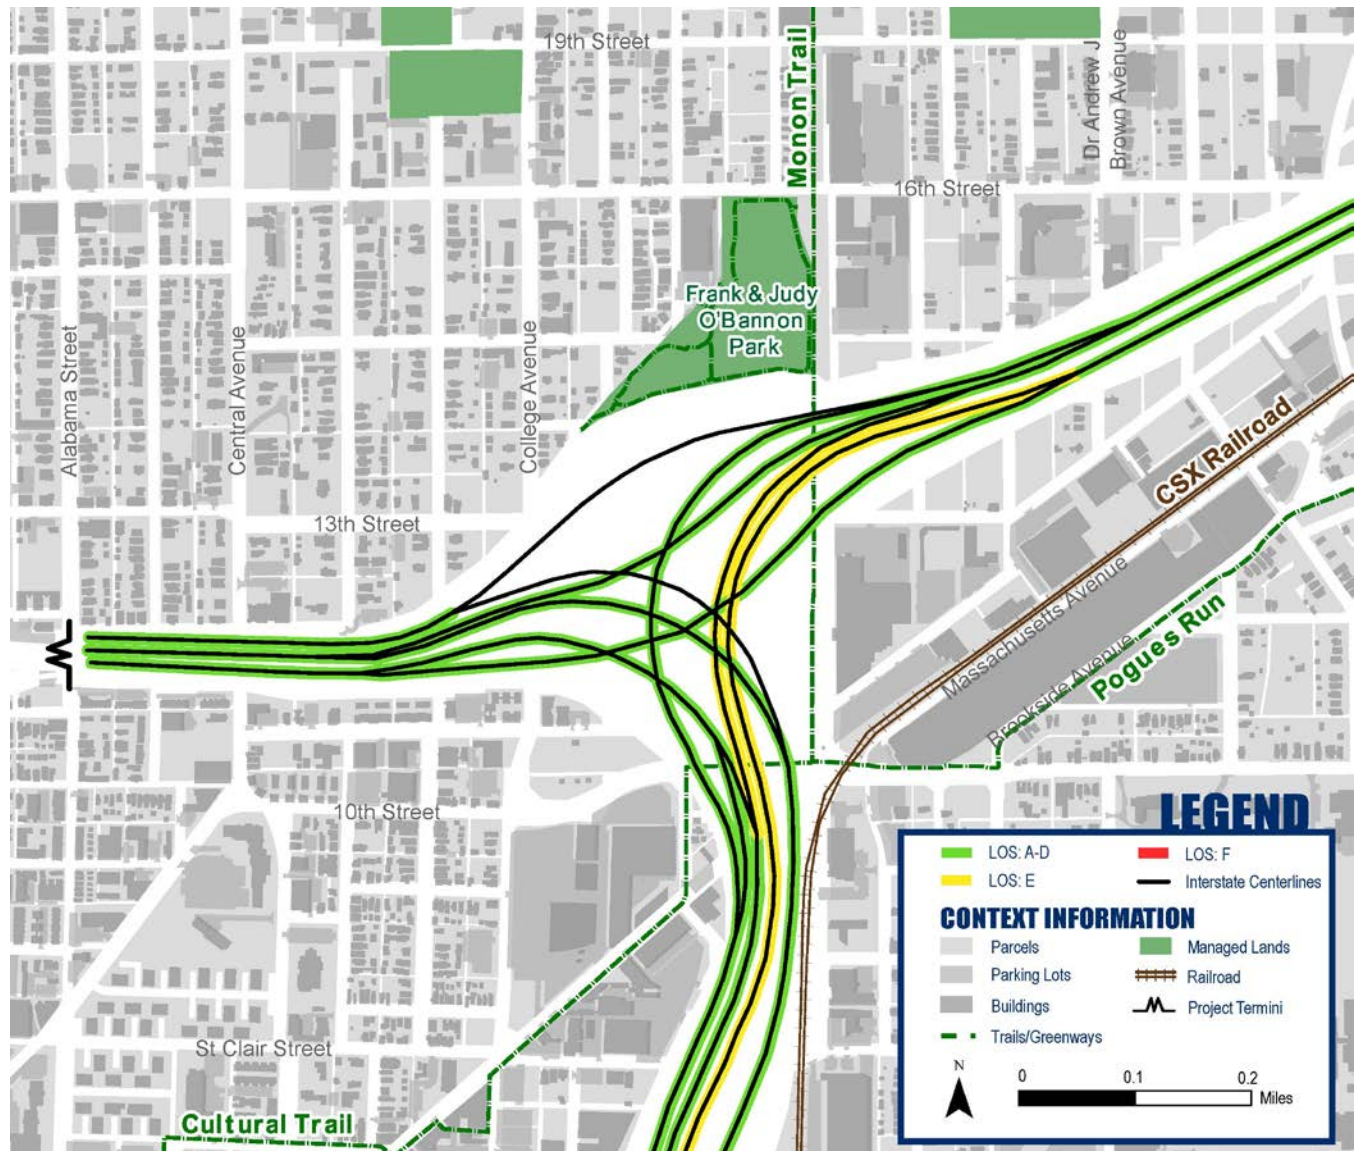 19th Street
Monon Trail
Dr Andrew J
Brown Avenue
16th Street
Frank & Judy
O'Bannon
Park
Alabama Street
Central Avenue
College Avenue
CSX Railroad
13th Street
Massachusetts Avenue
Brookside Avenue
Pogues Run
10th Street
St Clair Street
Cultural Trail
LEGEND
LOS: A-D
LOS: F
LOS: E
Interstate Centerlines
CONTEXT INFORMATION
Parcels
Managed Lands
Parking Lots
Railroad
Buildings
Project Termini
Trails/Greenways
N
0 0.1 0.2
Miles